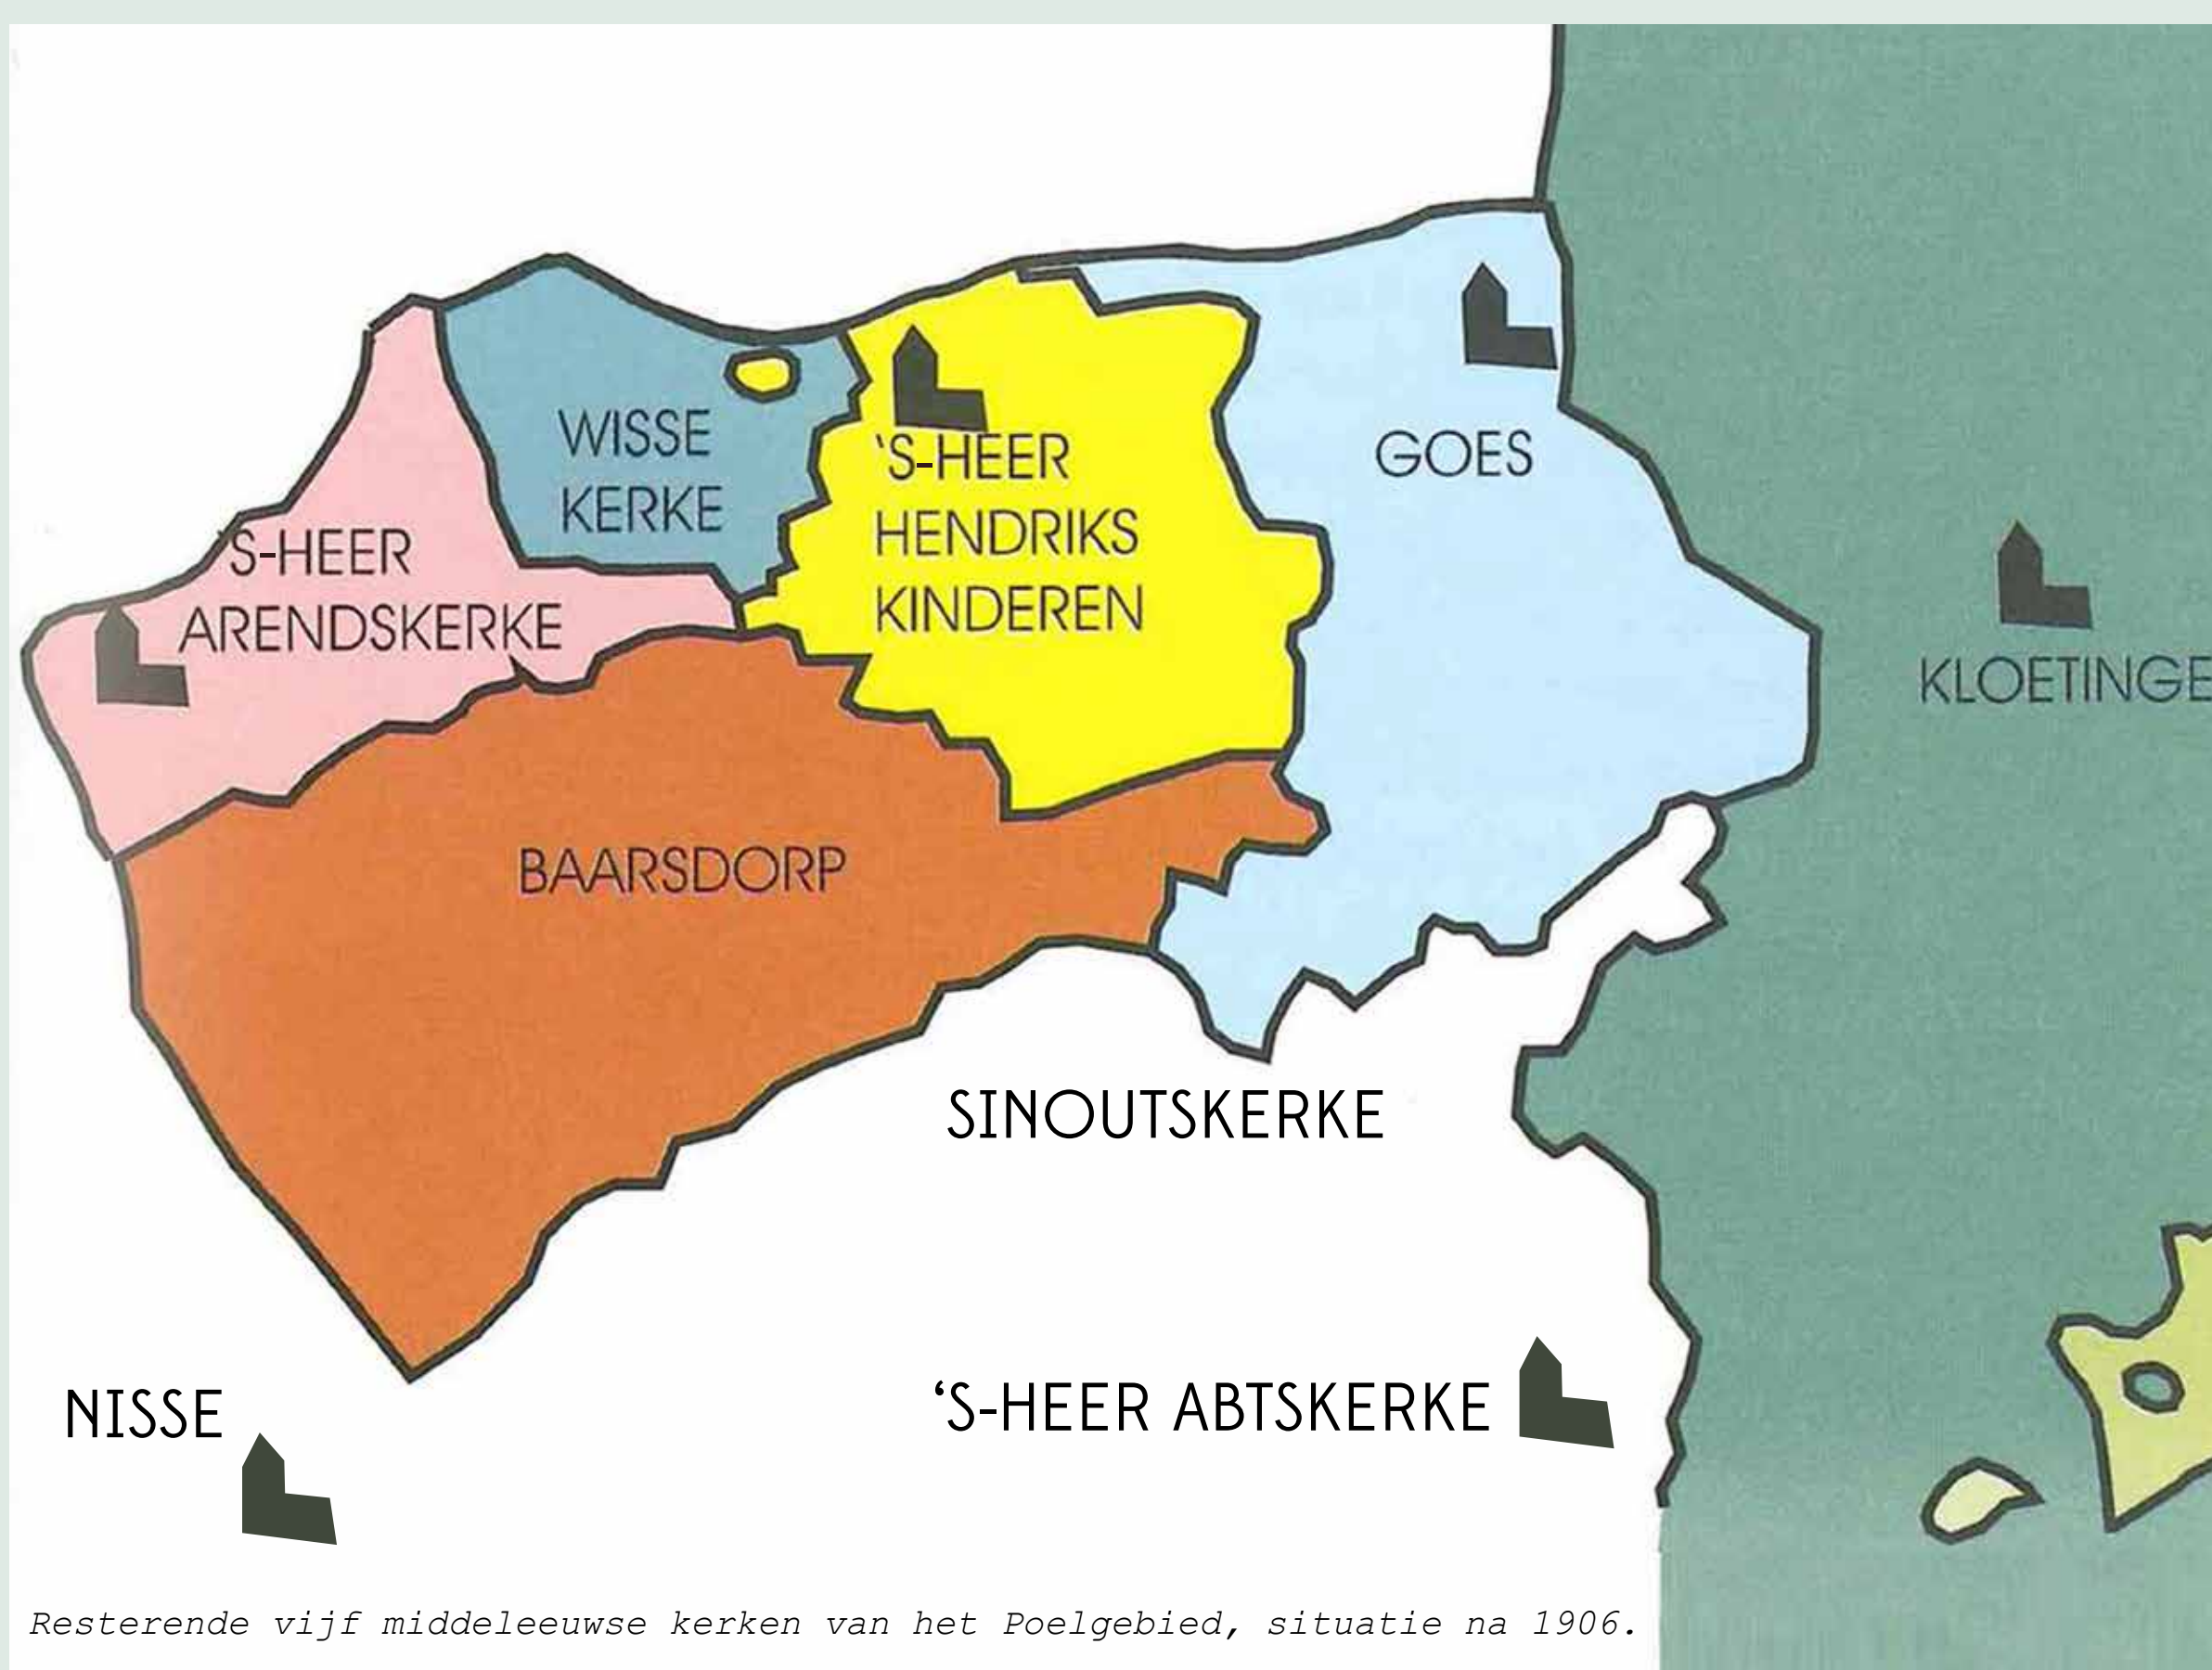 WISSE
KERKE
'S-HEER
HENDRIKS
KINDEREN
GOES
'S-HEER
ARENDSKERKE
KLOETINGE
BAARSDORP
SINOUTSKERKE
NISSE
‘S-HEER ABTSKERKE
Resterende vijf middeleeuwse kerken van het Poelgebied, situatie na 1906.